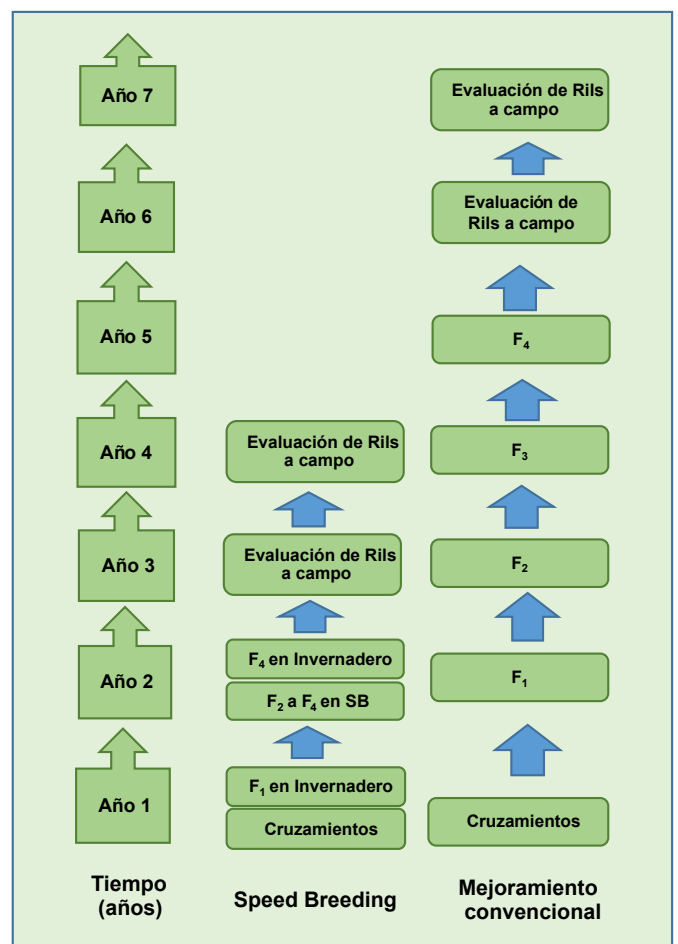 Año 7
Evaluación de Rils
a campo
Año 6
Evaluación de
Rils a campo
Año 5
F₄
Año 4
Evaluación de Rils
a campo
F₃
Año 3
Evaluación de Rils
a campo
F₂
Año 2
F₄ en Invernadero
F₂ a F₄ en SB
F₁
Año 1
F₁ en Invernadero
Cruzamientos
Cruzamientos
Tiempo
(años)
Speed Breeding
Mejoramiento
convencional